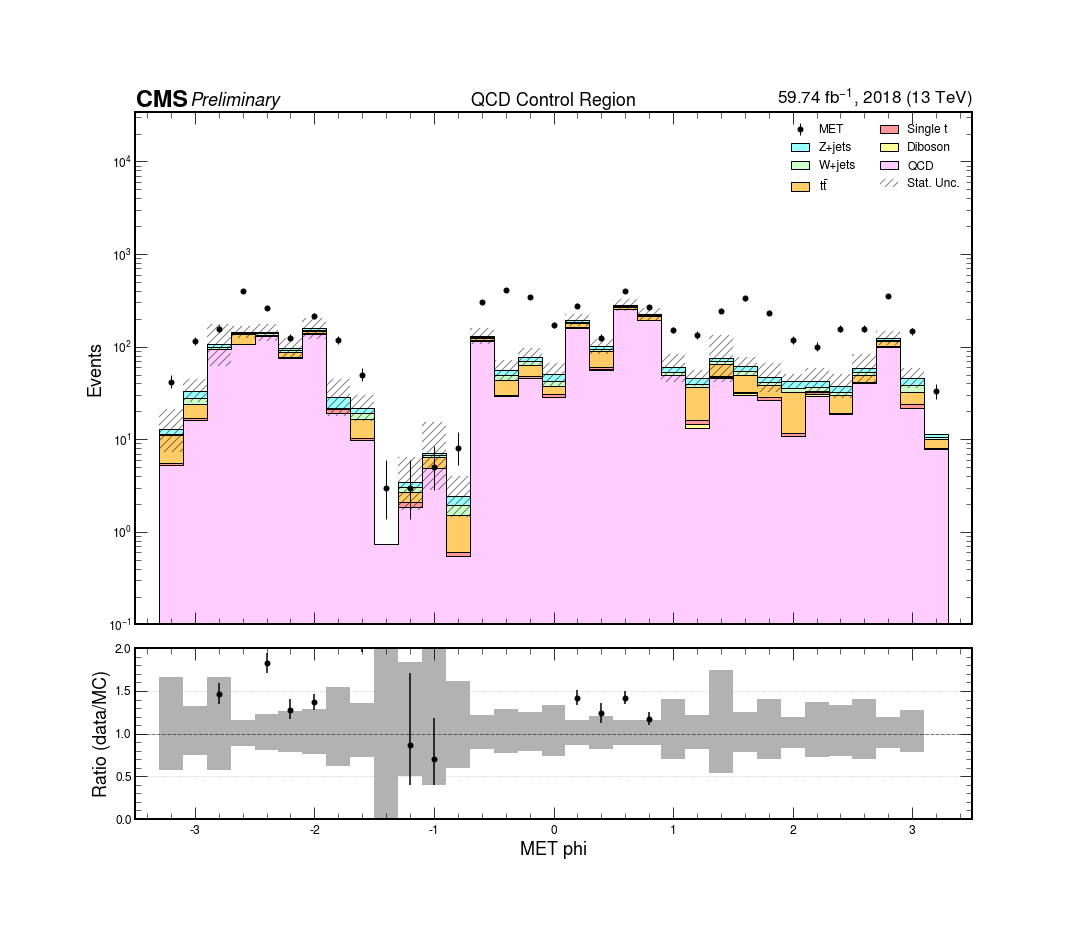 CMS Preliminary QCD Control Region 59.74 fb⁻¹, 2018 (13 TeV)
MET Single t
Z+jets Diboson
W+jets QCD
tt̄ Stat. Unc.
10⁴
10³
10²
10¹
10⁰
10⁻¹
Events
2.0
1.5
1.0
0.5
0.0
Ratio (data/MC)
-3 -2 -1 0 1 2 3
MET phi